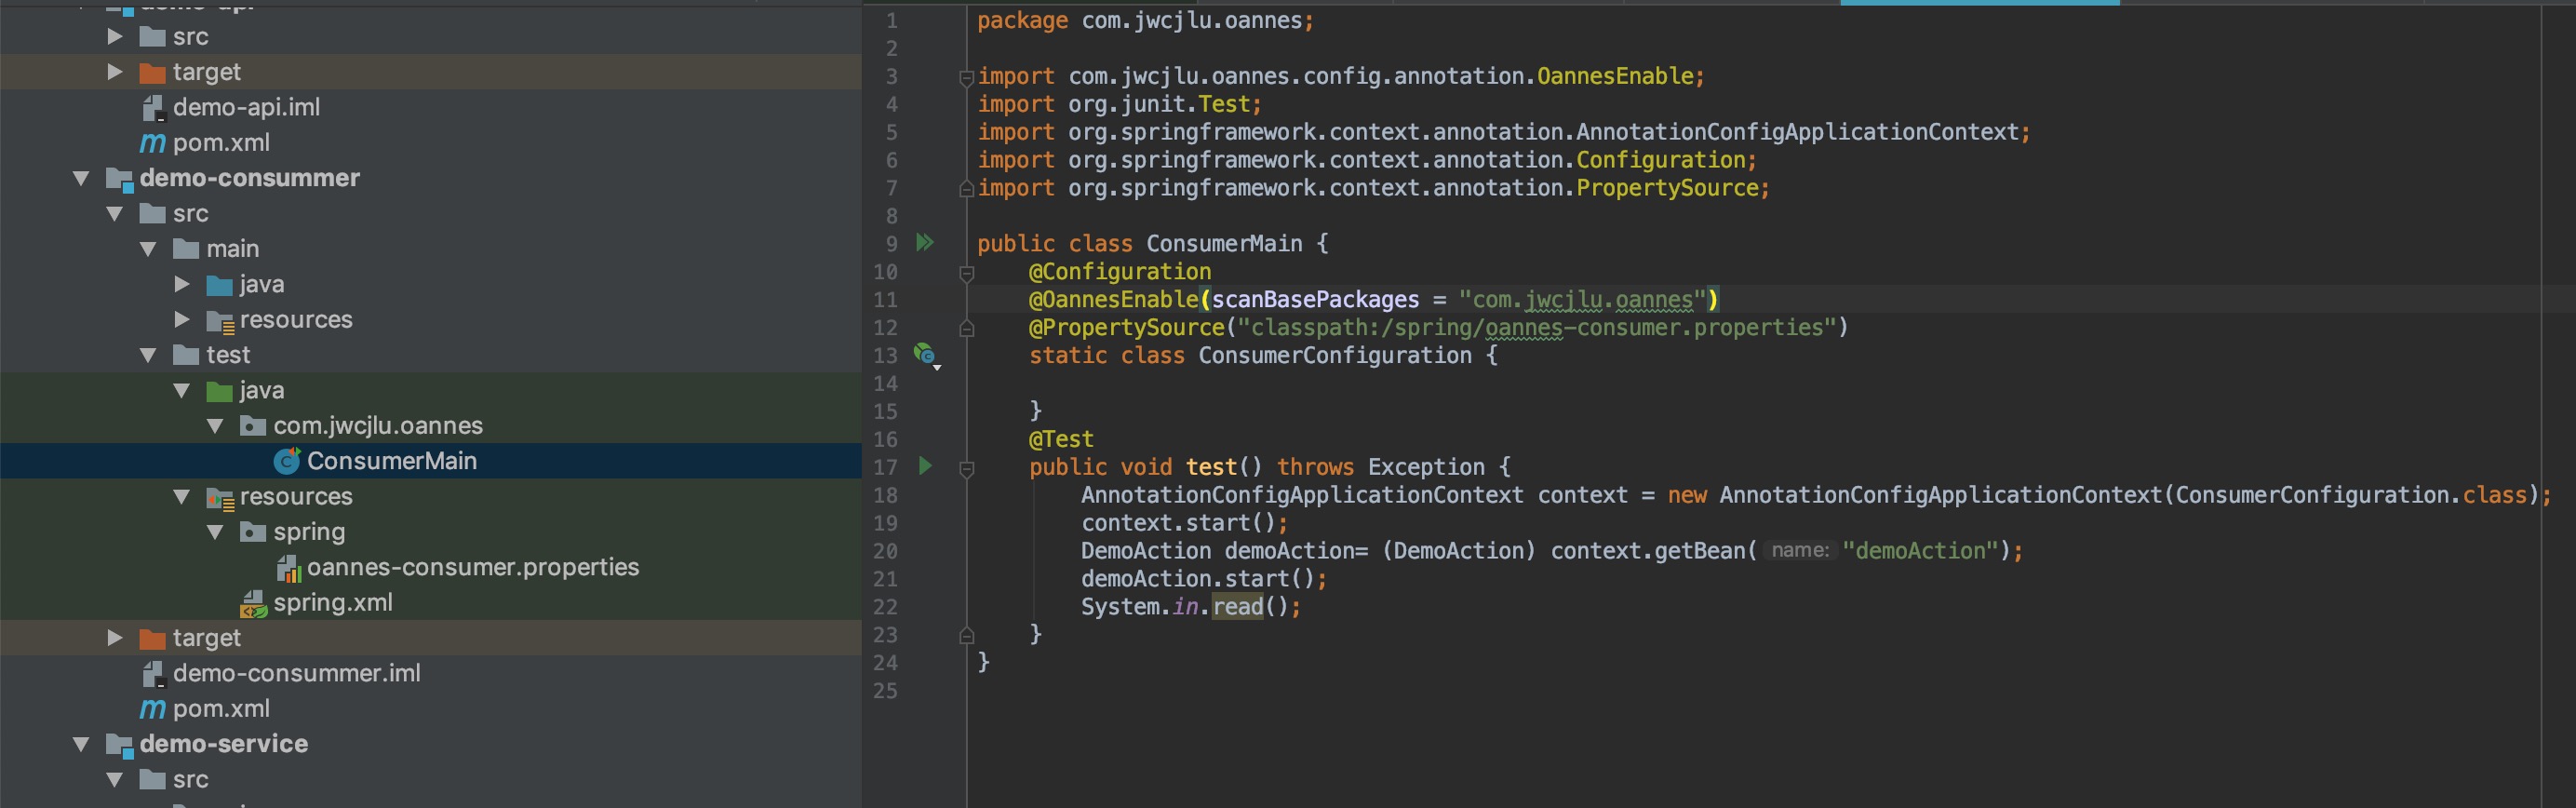 demo-api
src
target
demo-api.iml
pom.xml
demo-consummer
src
main
java
resources
test
java
com.jwcjlu.oannes
ConsumerMain
resources
spring
oannes-consumer.properties
spring.xml
target
demo-consummer.iml
pom.xml
demo-service
src
1 package com.jwcjlu.oannes;
2
3 import com.jwcjlu.oannes.config.annotation.OannesEnable;
4 import org.junit.Test;
5 import org.springframework.context.annotation.AnnotationConfigApplicationContext;
6 import org.springframework.context.annotation.Configuration;
7 import org.springframework.context.annotation.PropertySource;
8
9 public class ConsumerMain {
10 @Configuration
11 @OannesEnable(scanBasePackages = "com.jwcjlu.oannes")
12 @PropertySource("classpath:/spring/oannes-consumer.properties")
13 static class ConsumerConfiguration {
14
15 }
16 @Test
17 public void test() throws Exception {
18 AnnotationConfigApplicationContext context = new AnnotationConfigApplicationContext(ConsumerConfiguration.class);
19 context.start();
20 DemoAction demoAction= (DemoAction) context.getBean( name: "demoAction");
21 demoAction.start();
22 System.in.read();
23 }
24 }
25